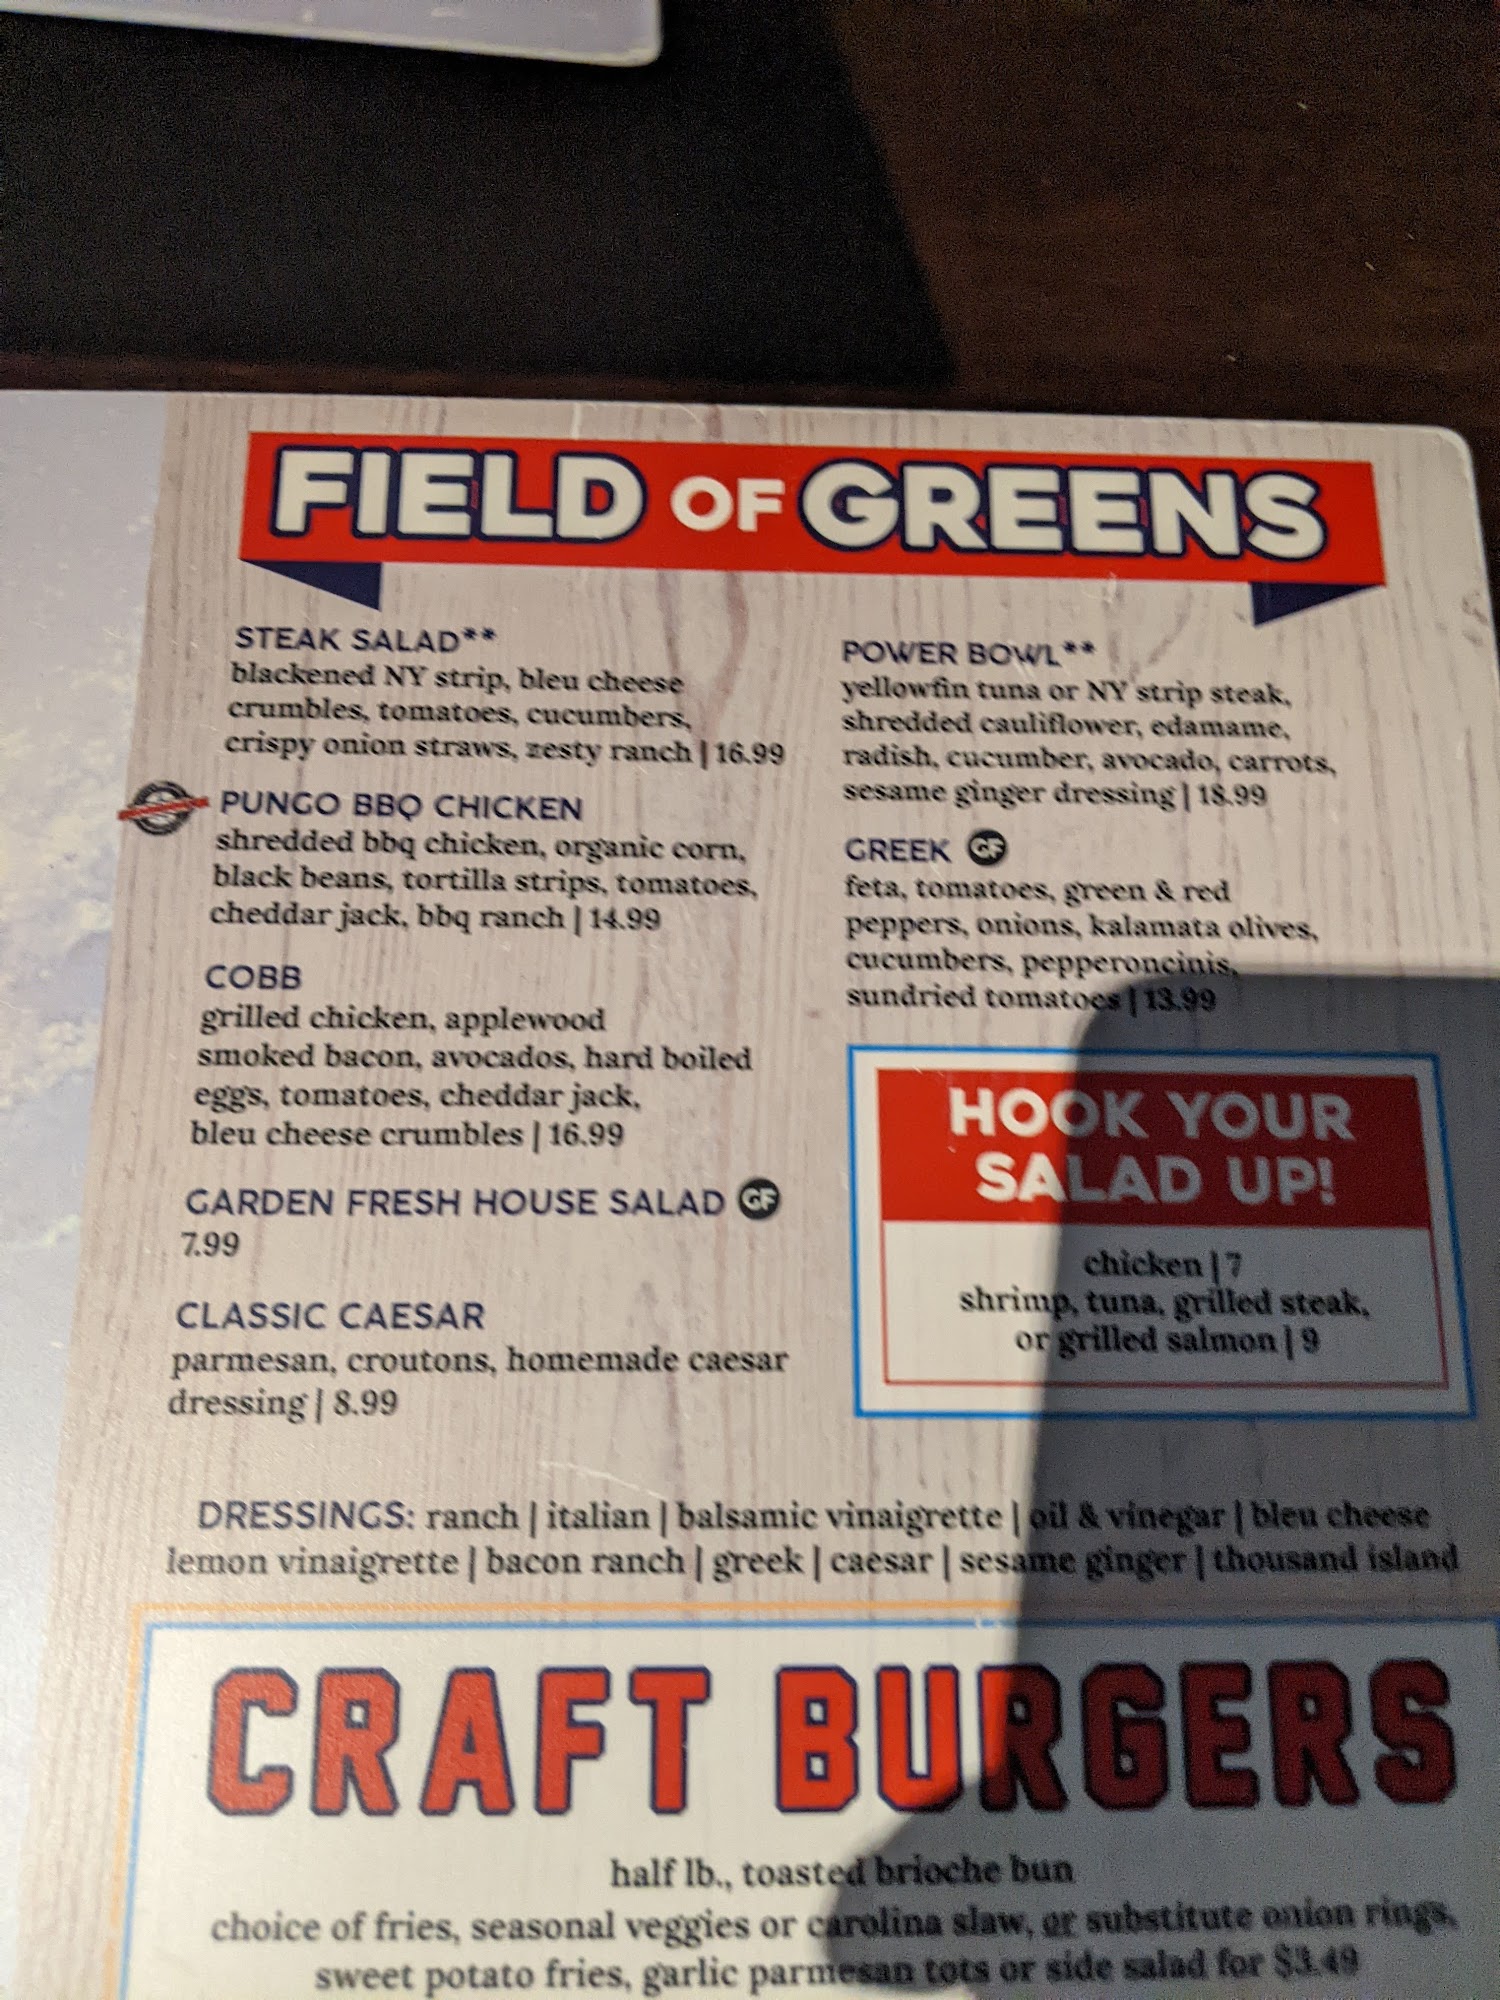 FIELD OF GREENS
STEAK SALAD**
blackened NY strip, bleu cheese
crumbles, tomatoes, cucumbers,
crispy onion straws, zesty ranch | 16.99
PUNGO BBQ CHICKEN
shredded bbq chicken, organic corn,
black beans, tortilla strips, tomatoes,
cheddar jack, bbq ranch | 14.99
COBB
grilled chicken, applewood
smoked bacon, avocados, hard boiled
eggs, tomatoes, cheddar jack,
bleu cheese crumbles | 16.99
GARDEN FRESH HOUSE SALAD GF
7.99
CLASSIC CAESAR
parmesan, croutons, homemade caesar
dressing | 8.99
POWER BOWL**
yellowfin tuna or NY strip steak,
shredded cauliflower, edamame,
radish, cucumber, avocado, carrots,
sesame ginger dressing | 18.99
GREEK GF
feta, tomatoes, green & red
peppers, onions, kalamata olives,
cucumbers, pepperoncinis,
sundried tomatoes | 13.99
HOOK YOUR
SALAD UP!
chicken | 7
shrimp, tuna, grilled steak,
or grilled salmon | 9
DRESSINGS: ranch | italian | balsamic vinaigrette | oil & vinegar | bleu cheese
lemon vinaigrette | bacon ranch | greek | caesar | sesame ginger | thousand island
CRAFT BURGERS
half lb., toasted brioche bun
choice of fries, seasonal veggies or carolina slaw, or substitute onion rings,
sweet potato fries, garlic parmesan tots or side salad for $3.49